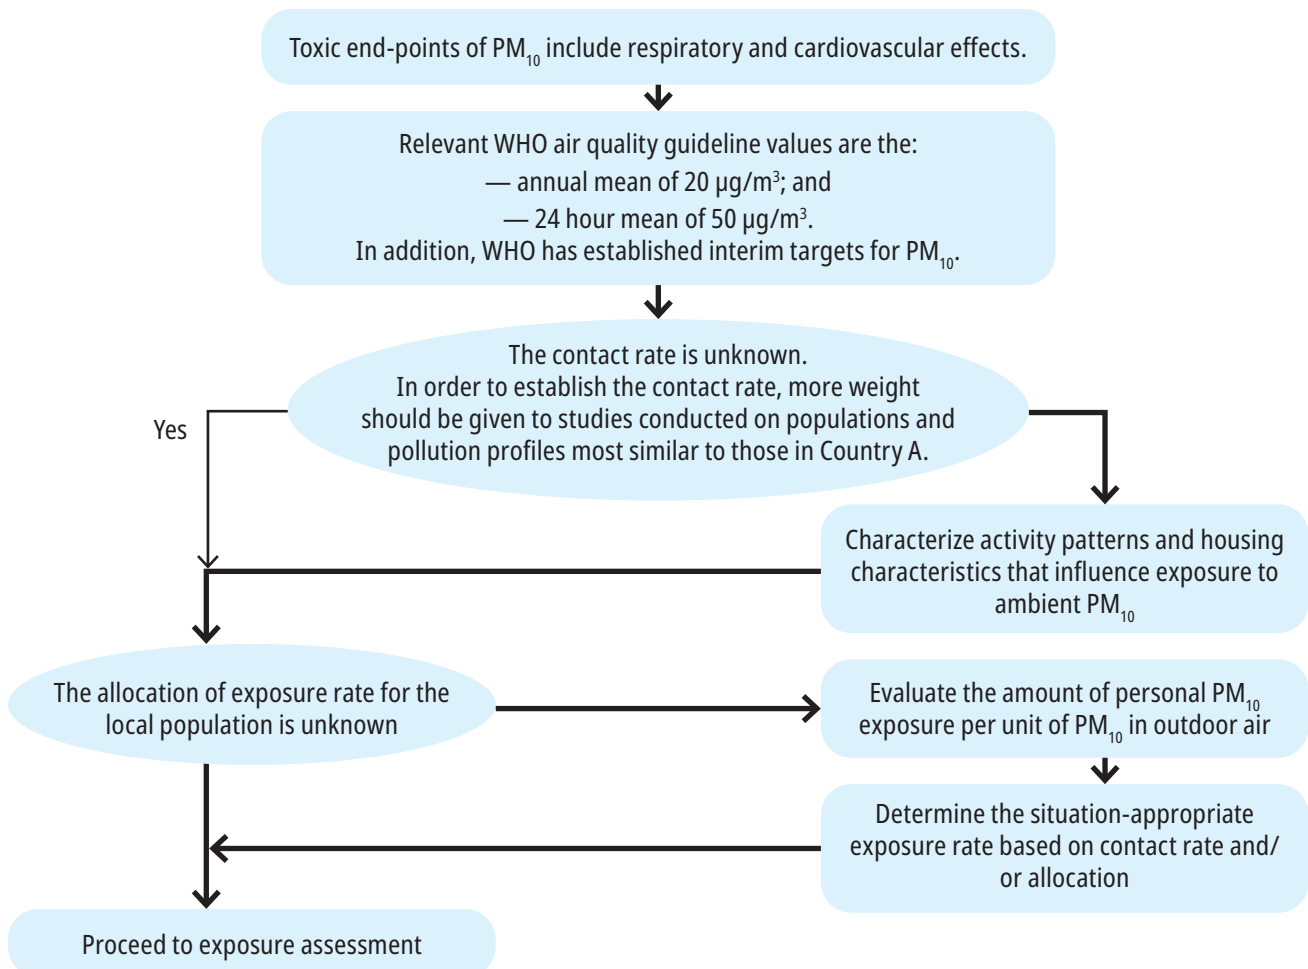 Toxic end-points of PM₁₀ include respiratory and cardiovascular effects.
Relevant WHO air quality guideline values are the:
— annual mean of 20 µg/m³; and
— 24 hour mean of 50 µg/m³.
In addition, WHO has established interim targets for PM₁₀.
The contact rate is unknown.
In order to establish the contact rate, more weight
should be given to studies conducted on populations and
pollution profiles most similar to those in Country A.
Yes
Characterize activity patterns and housing
characteristics that influence exposure to
ambient PM₁₀
The allocation of exposure rate for the
local population is unknown
Evaluate the amount of personal PM₁₀
exposure per unit of PM₁₀ in outdoor air
Determine the situation-appropriate
exposure rate based on contact rate and/
or allocation
Proceed to exposure assessment